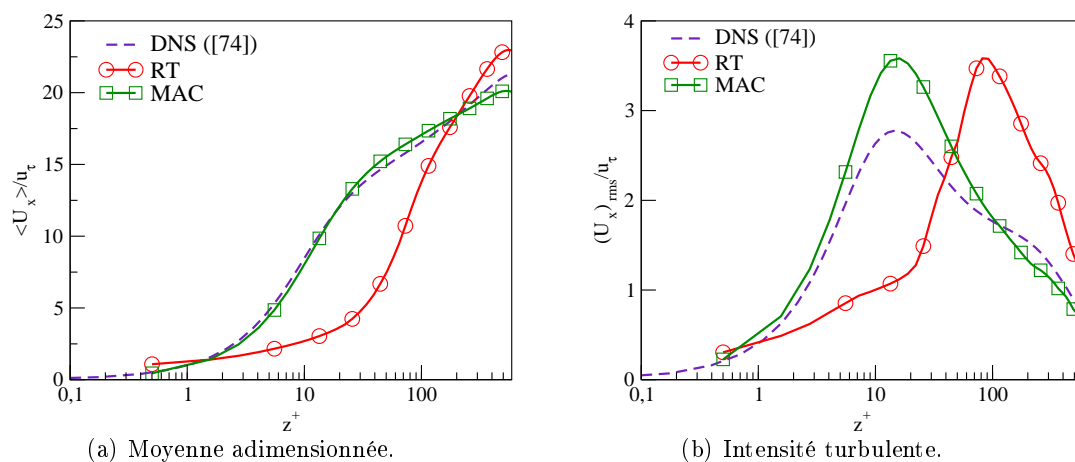 25
20
15
10
5
0
0,1
1
10
100
z+
<U_x>/u_τ
DNS ([74])
RT
MAC
(a) Moyenne adimensionnée.
4
3
2
1
0
0,1
1
10
100
z+
(U_x)_rms/u_τ
DNS ([74])
RT
MAC
(b) Intensité turbulente.